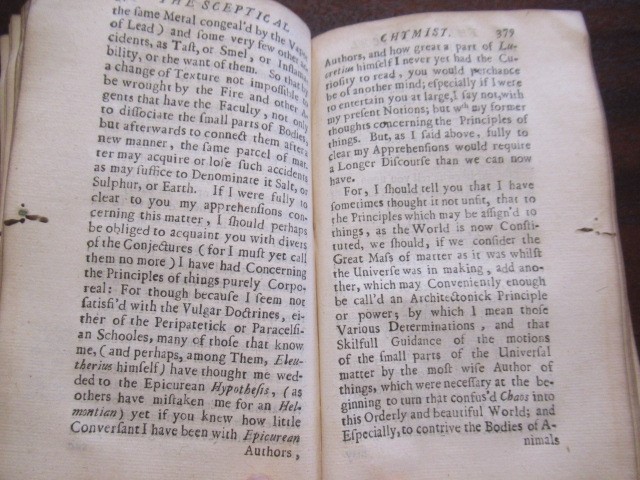 THE SCEPTICAL
the same Metal congeal'd by the Vapor
of Lead) and some very few other ac-
cidents, as Taſt, or Smel, or Inflamma-
bility, or the want of them. So that by
a change of Texture not impoſſible to
be wrought by the Fire and other A-
gents that have the Faculty, not only
to diſſociate the ſmall parts of Bodies,
but afterwards to connect them after a
new manner, the ſame parcel of mat-
ter may acquire or loſe ſuch accidents
as may ſuffice to Denominate it Salt, or
Sulphur, or Earth. If I were fully to
clear to you my apprehenſions con-
cerning this matter, I ſhould perhaps
be obliged to acquaint you with divers
of the Conjectures (for I muſt yet call
them no more) I have had Concerning
the Principles of things purely Corpo-
real: For though becauſe I ſeem not
ſatisfi'd with the Vulgar Doctrines, ei-
ther of the Peripatetick or Paracelſi-
an Schooles, many of thoſe that know
me, (and perhaps, among Them, Eleu-
therius himſelf) have thought me wed-
ded to the Epicurean Hypotheſis, (as
others have miſtaken me for an Hel-
montian) yet if you knew how little
Converſant I have been with Epicurean
Authors,
CHYMIST. 379
Authors, and how great a part of Lu-
cretius himſelf I never yet had the Cu-
rioſity to read, you would perchance
be of another mind; eſpecially if I were
to entertain you at large, I ſay not, with
my preſent Notions; but wth my former
thoughts concerning the Principles of
things. But, as I ſaid above, fully to
clear my Apprehenſions would require
a Longer Diſcourſe than we can now
have.
For, I ſhould tell you that I have
ſometimes thought it not unfit, that to
the Principles which may be aſſign'd to
things, as the World is now Conſti-
tuted, we ſhould, if we conſider the
Great Maſs of matter as it was whilſt
the Univerſe was in making, add ano-
ther, which may Conveniently enough
be call'd an Architectonick Principle
or power; by which I mean thoſe
Various Determinations, and that
Skilfull Guidance of the motions
of the ſmall parts of the Univerſal
matter by the moſt wiſe Author of
things, which were neceſſary at the be-
ginning to turn that confus'd Chaos into
this Orderly and beautiful World; and
Eſpecially, to contrive the Bodies of A-
nimals